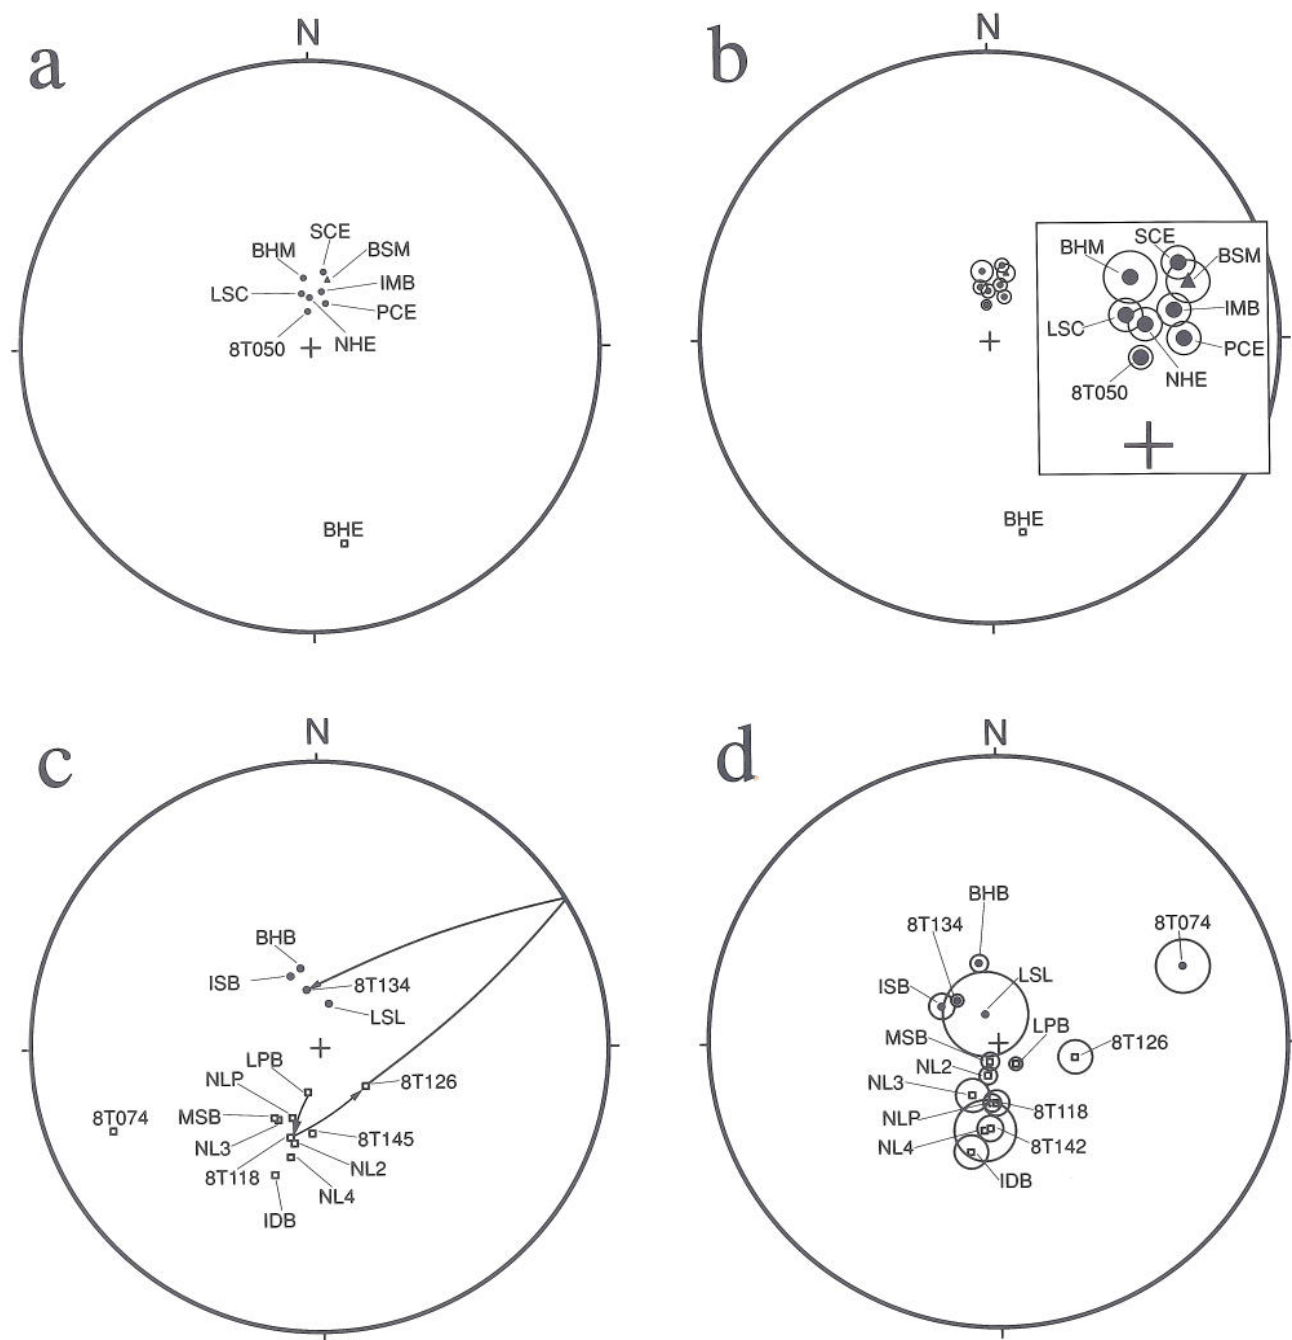 a
N
SCE
BHM
BSM
LSC
IMB
PCE
8T050
NHE
BHE
b
N
BHM
SCE
BSM
IMB
LSC
PCE
NHE
8T050
BHE
c
N
BHB
ISB
8T134
LSL
LPB
NLP
8T126
MSB
8T074
8T145
NL3
NL2
8T118
NL4
IDB
d
N
BHB
8T134
8T074
LSL
ISB
LPB
MSB
8T126
NL2
NL3
NLP
8T118
NL4
8T142
IDB